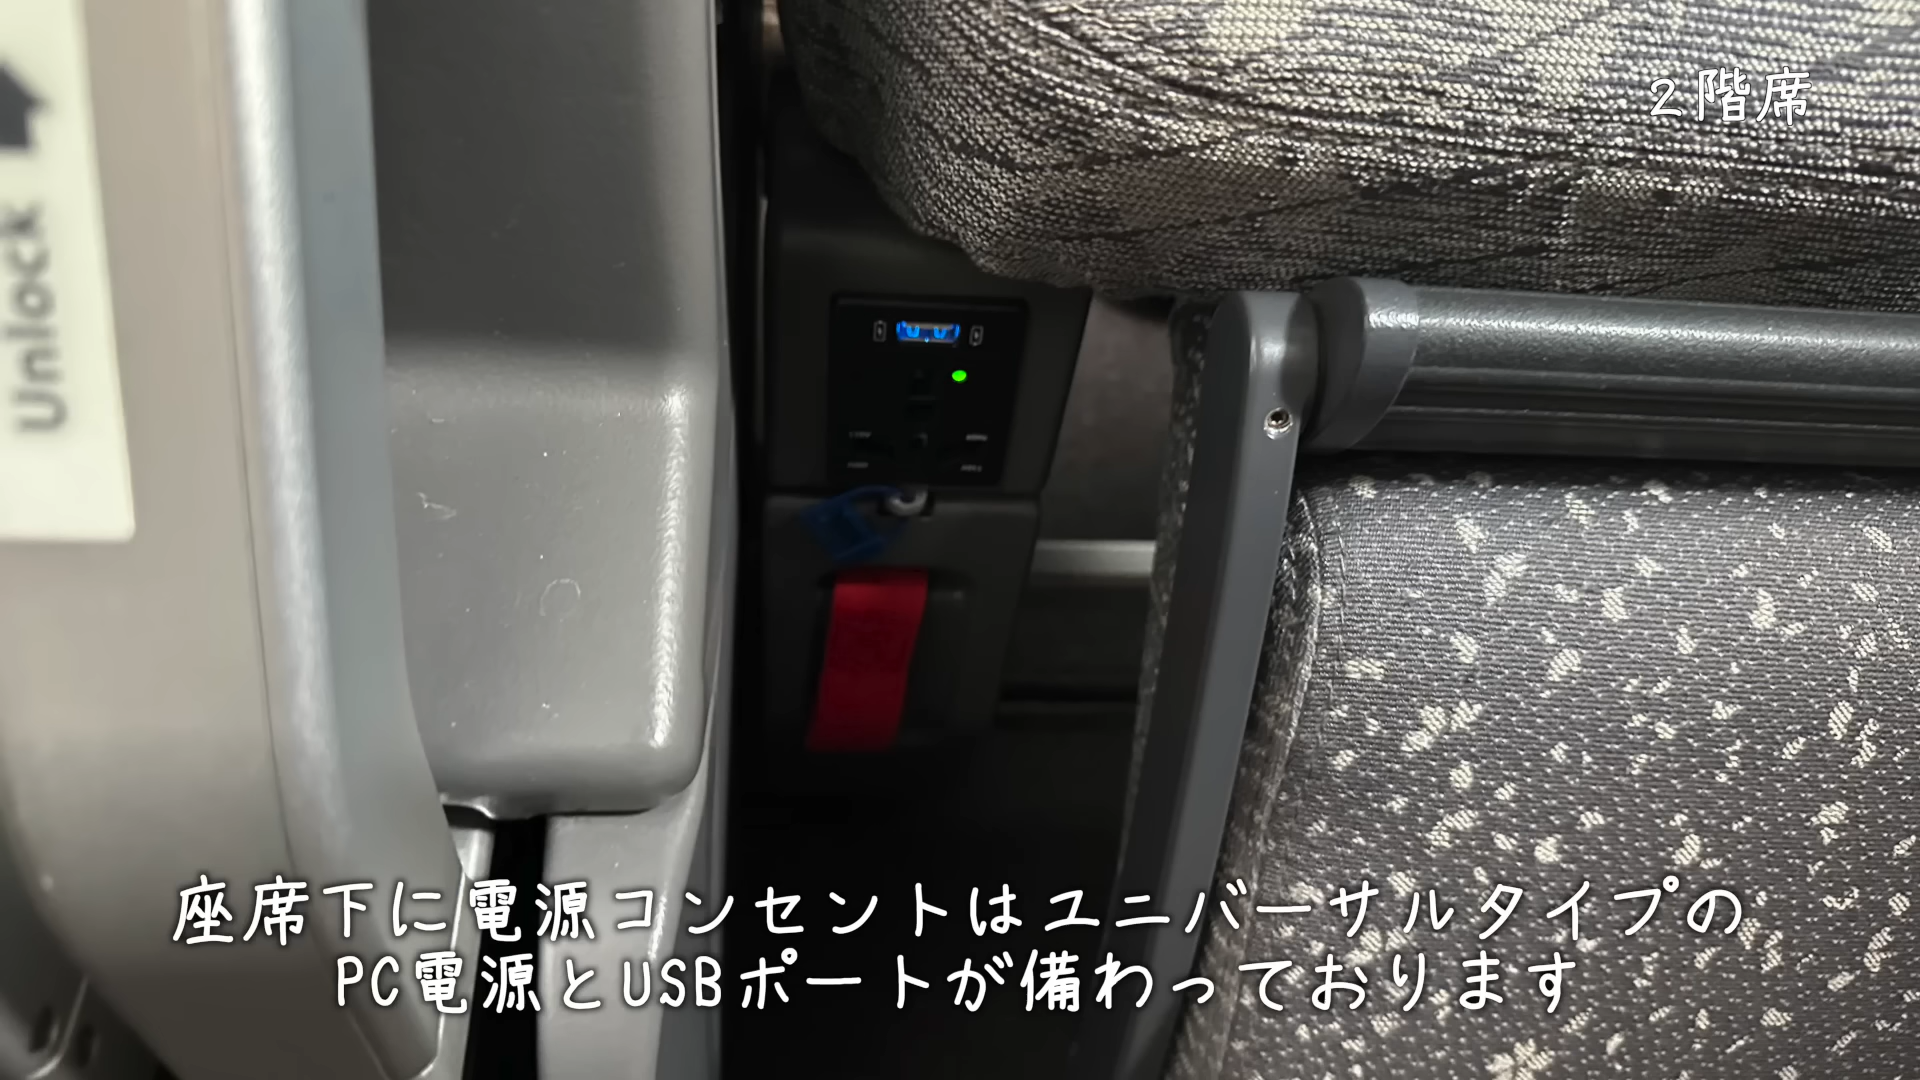 ２階席
Unlock
座席下に電源コンセントはユニバーサルタイプの
PC電源とUSBポートが備わっております